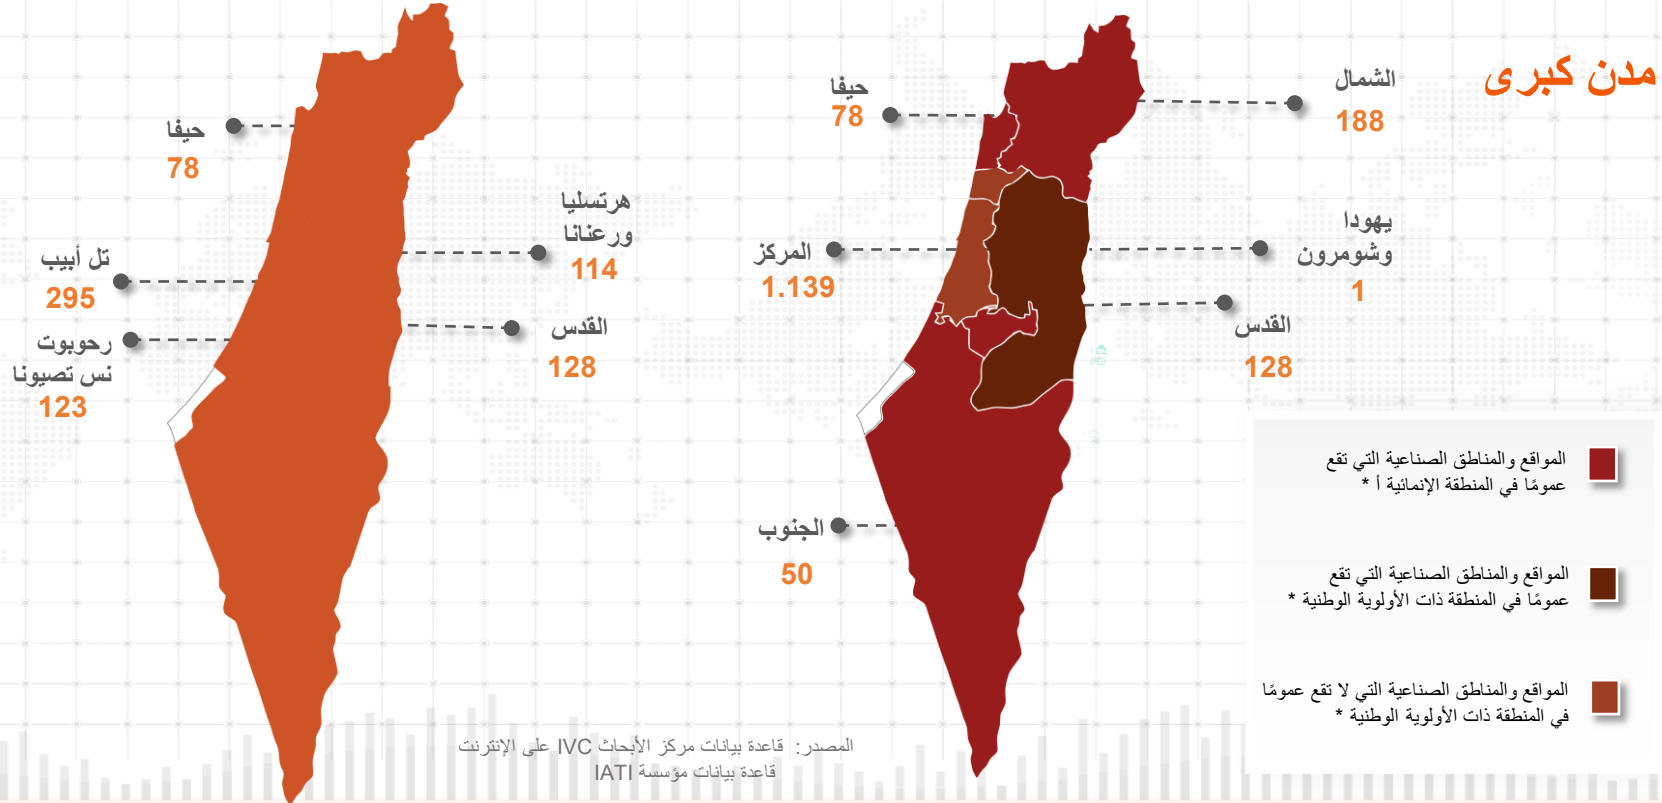 مدن كبرى
الشمال
188
حيفا
78
يهودا
وشومرون
1
المركز
1.139
القدس
128
الجنوب
50
حيفا
78
هرتسليا
ورعنانا
114
تل أبيب
295
القدس
128
رحوبوت
نس تصيونا
123
المواقع والمناطق الصناعية التي تقع
عمومًا في المنطقة الإنمائية أ *
المواقع والمناطق الصناعية التي تقع
عمومًا في المنطقة ذات الأولوية الوطنية *
المواقع والمناطق الصناعية التي لا تقع عمومًا
في المنطقة ذات الأولوية الوطنية *
المصدر: قاعدة بيانات مركز الأبحاث IVC على الإنترنت
قاعدة بيانات مؤسسة IATI